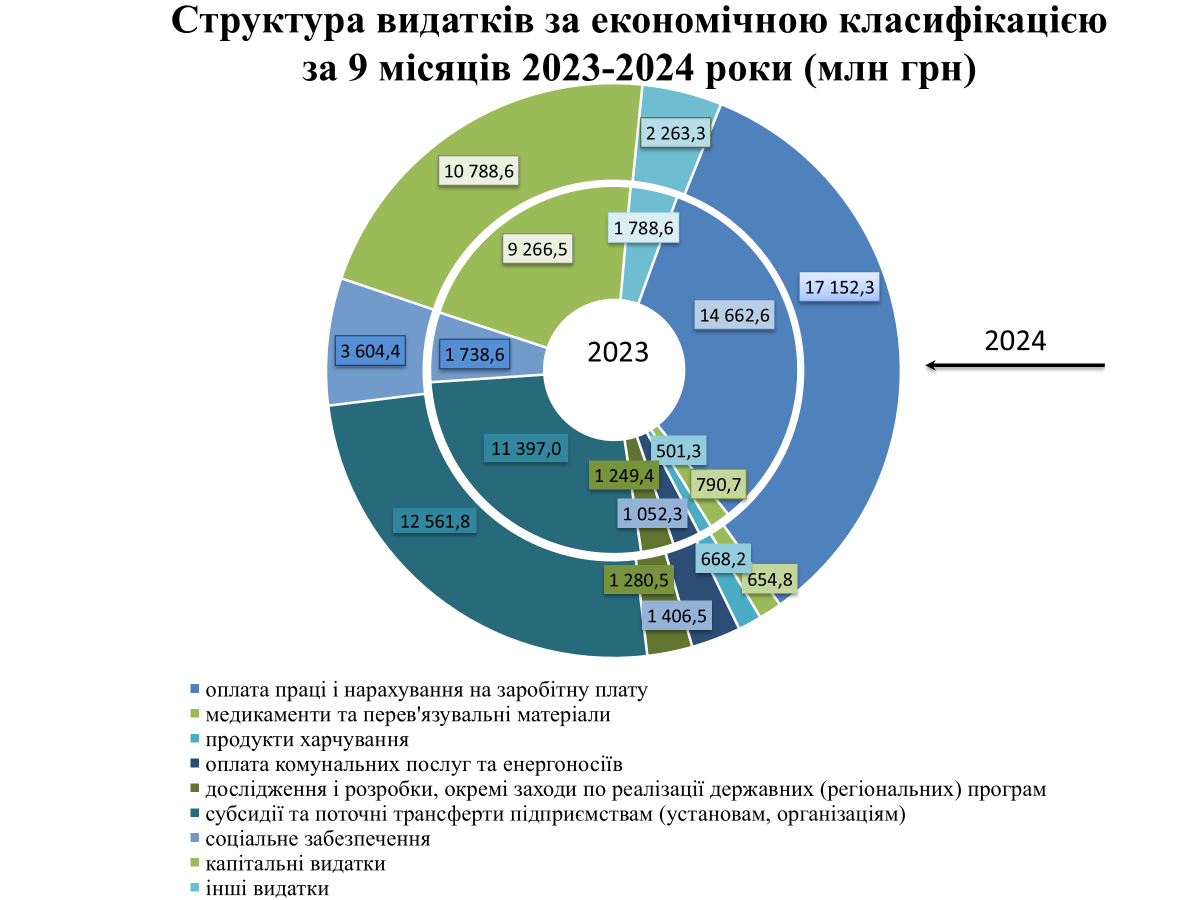 Структура видатків за економічною класифікацією
за 9 місяців 2023-2024 роки (млн грн)
2 263,3
10 788,6
1 788,6
9 266,5
17 152,3
14 662,6
2024
3 604,4
1 738,6
2023
11 397,0
501,3
1 249,4
790,7
1 052,3
12 561,8
668,2
1 280,5
654,8
1 406,5
оплата праці і нарахування на заробітну плату
медикаменти та перев'язувальні матеріали
продукти харчування
оплата комунальних послуг та енергоносіїв
дослідження і розробки, окремі заходи по реалізації державних (регіональних) програм
субсидії та поточні трансферти підприємствам (установам, організаціям)
соціальне забезпечення
капітальні видатки
інші видатки